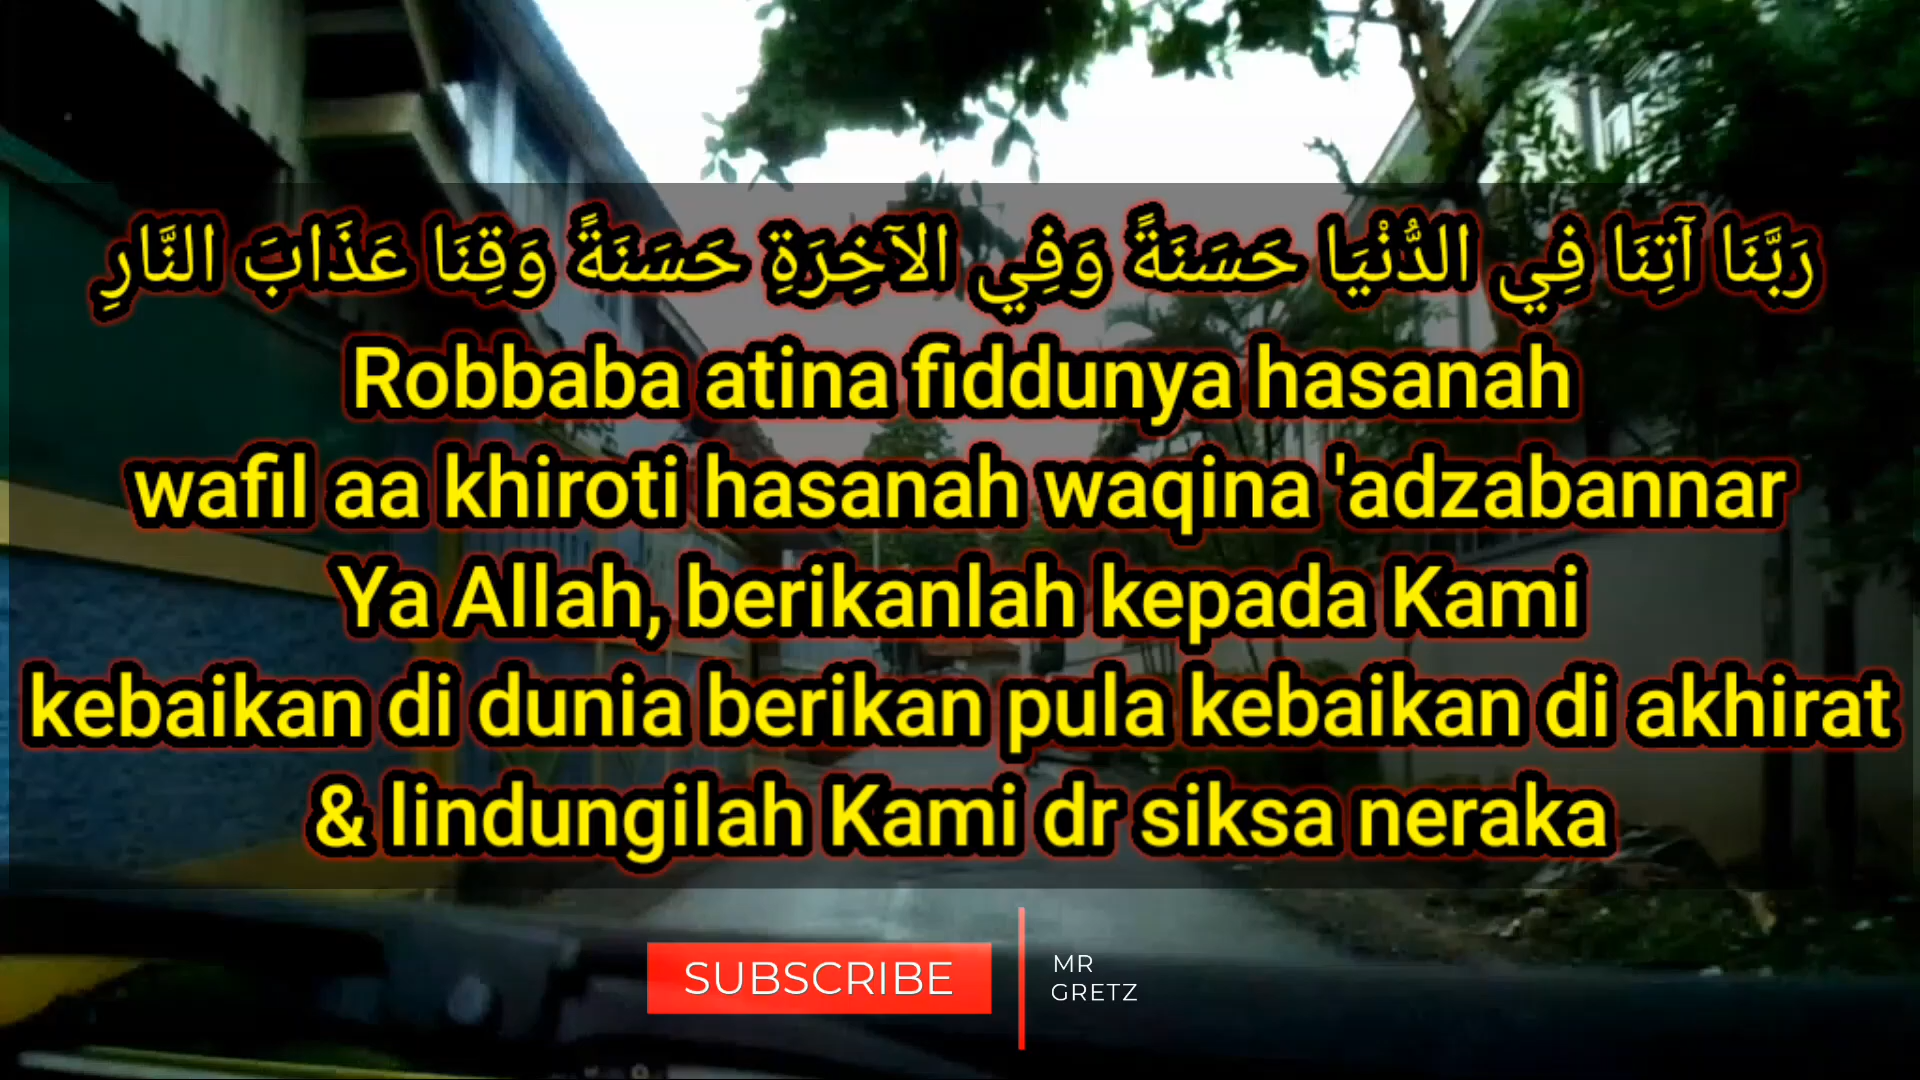 رَبَّنَا آتِنَا فِي الدُّنْيَا حَسَنَةً وَفِي الآخِرَةِ حَسَنَةً وَقِنَا عَذَابَ النَّارِ
Robbaba atina fiddunya hasanah
wafil aa khiroti hasanah waqina 'adzabannar
Ya Allah, berikanlah kepada Kami
kebaikan di dunia berikan pula kebaikan di akhirat
& lindungilah Kami dr siksa neraka
SUBSCRIBE
MR
GRETZ